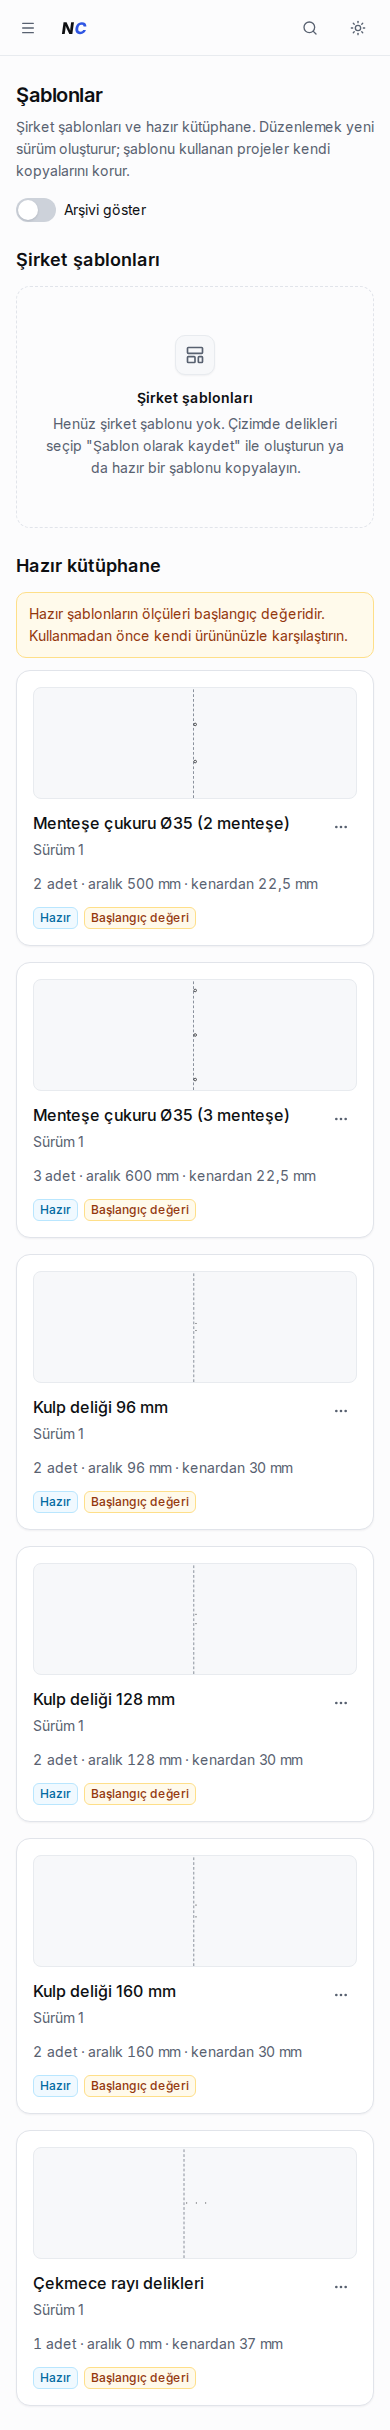 NC
Şablonlar
Şirket şablonları ve hazır kütüphane. Düzenlemek yeni
sürüm oluşturur; şablonu kullanan projeler kendi
kopyalarını korur.
Arşivi göster
Şirket şablonları
Şirket şablonları
Henüz şirket şablonu yok. Çizimde delikleri
seçip "Şablon olarak kaydet" ile oluşturun ya
da hazır bir şablonu kopyalayın.
Hazır kütüphane
Hazır şablonların ölçüleri başlangıç değeridir.
Kullanmadan önce kendi ürününüzle karşılaştırın.
Menteşe çukuru Ø35 (2 menteşe)
Sürüm 1
2 adet · aralık 500 mm · kenardan 22,5 mm
Hazır Başlangıç değeri
Menteşe çukuru Ø35 (3 menteşe)
Sürüm 1
3 adet · aralık 600 mm · kenardan 22,5 mm
Hazır Başlangıç değeri
Kulp deliği 96 mm
Sürüm 1
2 adet · aralık 96 mm · kenardan 30 mm
Hazır Başlangıç değeri
Kulp deliği 128 mm
Sürüm 1
2 adet · aralık 128 mm · kenardan 30 mm
Hazır Başlangıç değeri
Kulp deliği 160 mm
Sürüm 1
2 adet · aralık 160 mm · kenardan 30 mm
Hazır Başlangıç değeri
Çekmece rayı delikleri
Sürüm 1
1 adet · aralık 0 mm · kenardan 37 mm
Hazır Başlangıç değeri